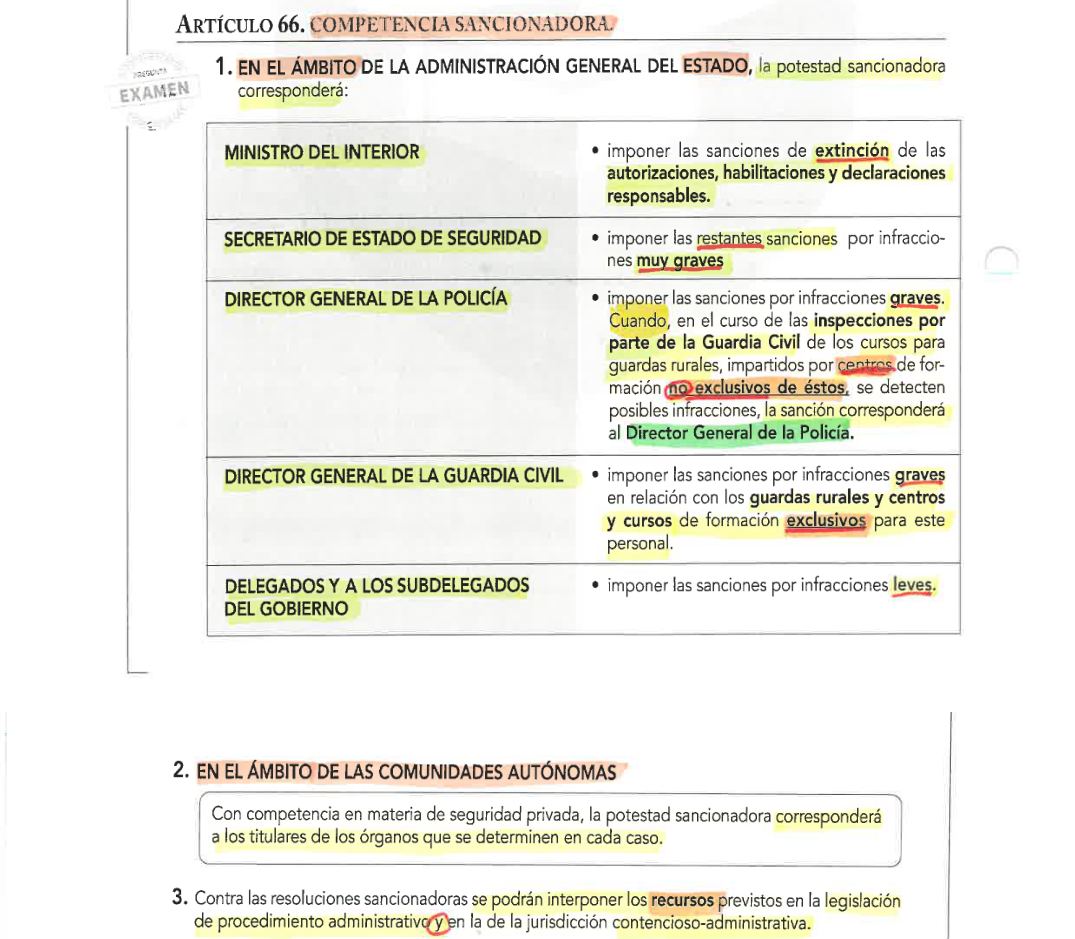 ARTÍCULO 66. COMPETENCIA SANCIONADORA.
PREGUNTA
EXAMEN
1. EN EL ÁMBITO DE LA ADMINISTRACIÓN GENERAL DEL ESTADO, la potestad sancionadora
corresponderá:
MINISTRO DEL INTERIOR
• imponer las sanciones de extinción de las
autorizaciones, habilitaciones y declaraciones
responsables.
SECRETARIO DE ESTADO DE SEGURIDAD
• imponer las restantes sanciones por infraccio-
nes muy graves
DIRECTOR GENERAL DE LA POLICÍA
• imponer las sanciones por infracciones graves.
Cuando, en el curso de las inspecciones por
parte de la Guardia Civil de los cursos para
guardas rurales, impartidos por centros de for-
mación no exclusivos de éstos, se detecten
posibles infracciones, la sanción corresponderá
al Director General de la Policía.
DIRECTOR GENERAL DE LA GUARDIA CIVIL
• imponer las sanciones por infracciones graves
en relación con los guardas rurales y centros
y cursos de formación exclusivos para este
personal.
DELEGADOS Y A LOS SUBDELEGADOS
DEL GOBIERNO
• imponer las sanciones por infracciones leves.
2. EN EL ÁMBITO DE LAS COMUNIDADES AUTÓNOMAS
Con competencia en materia de seguridad privada, la potestad sancionadora corresponderá
a los titulares de los órganos que se determinen en cada caso.
3. Contra las resoluciones sancionadoras se podrán interponer los recursos previstos en la legislación
de procedimiento administrativo y en la de la jurisdicción contencioso-administrativa.